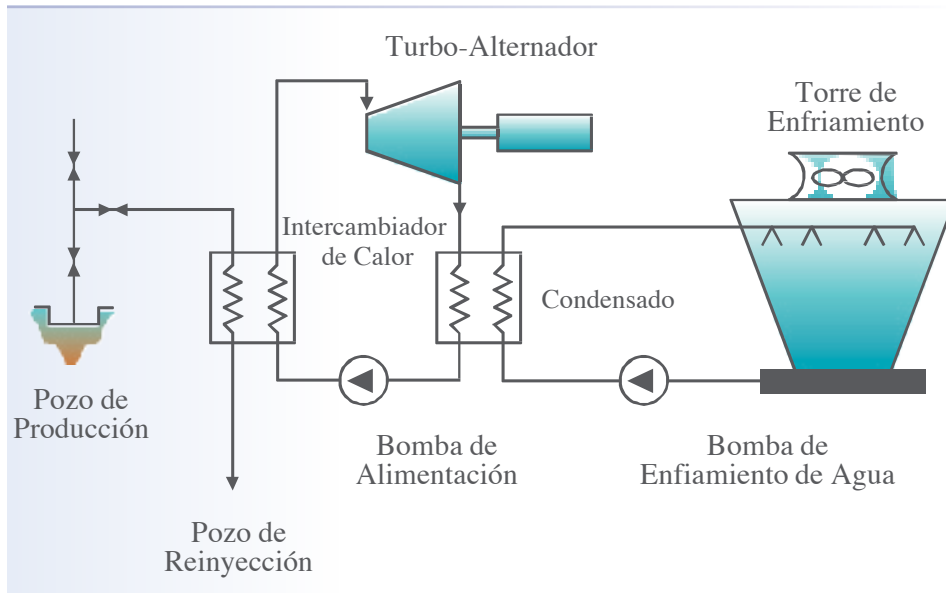 Turbo-Alternador
Torre de
Enfriamiento
Intercambiador
de Calor
Condensado
Pozo de
Producción
Bomba de
Alimentación
Bomba de
Enfiamiento de Agua
Pozo de
Reinyección